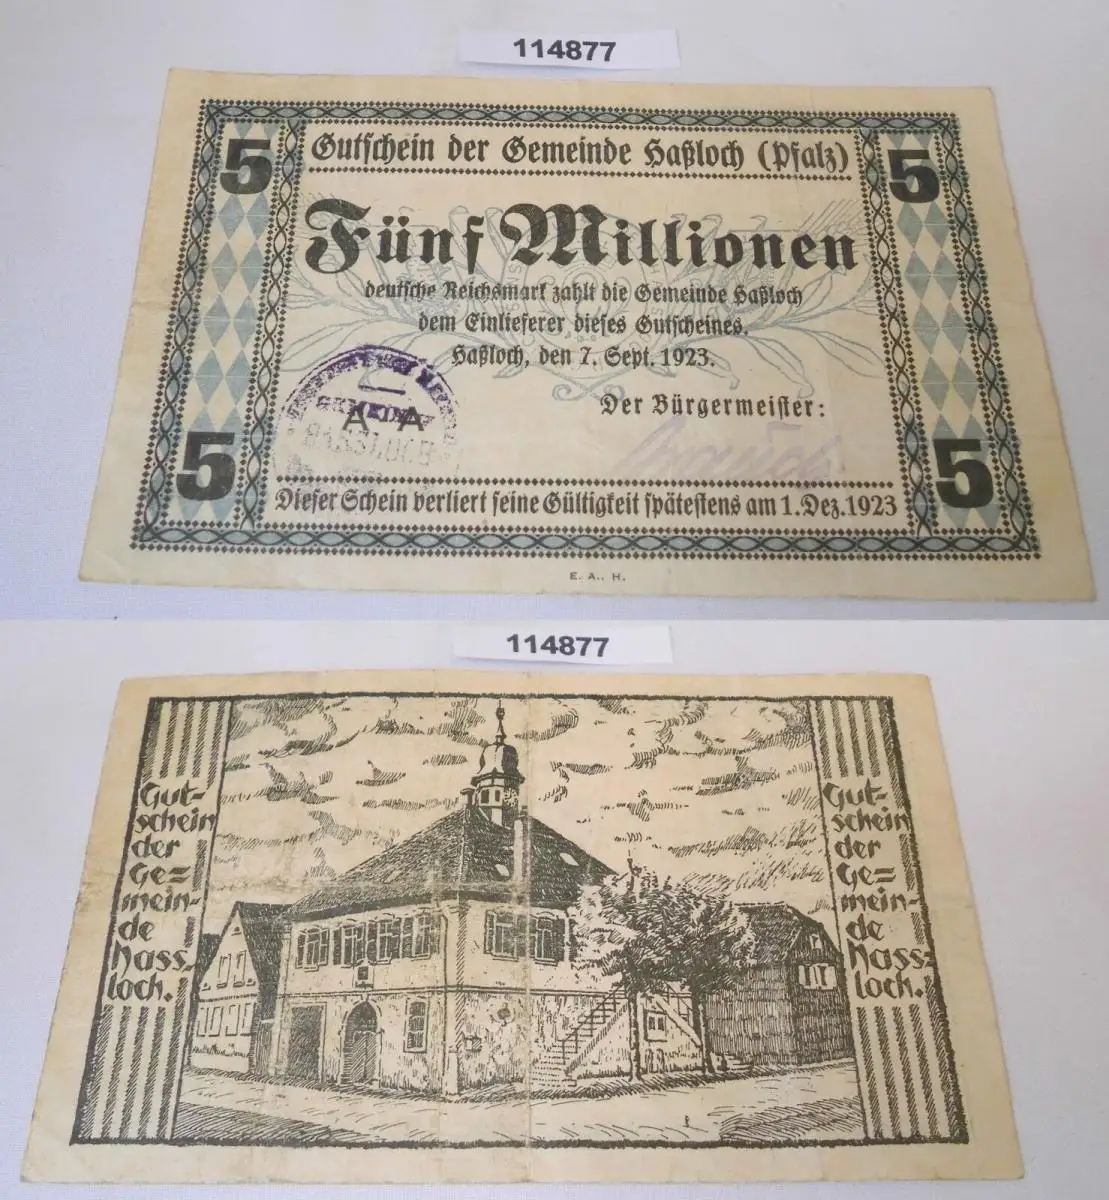 114877
5
Gutschein der Gemeinde Haßloch (Pfalz)
5
Fünf Millionen
deutsche Reichsmark zahlt die Gemeinde Haßloch
dem Einlieferer dieses Gutscheines.
Haßloch, den 7. Sept. 1923.
Der Bürgermeister:
GEMEINDE
A A
5
5
Dieser Schein verliert seine Gültigkeit spätestens am 1. Dez. 1923
E. A., H.
114877
Gut-
schein
der
Ge=
mein-
de
Hass-
loch.
Gut-
schein
der
Ge=
mein-
de
Hass=
loch.